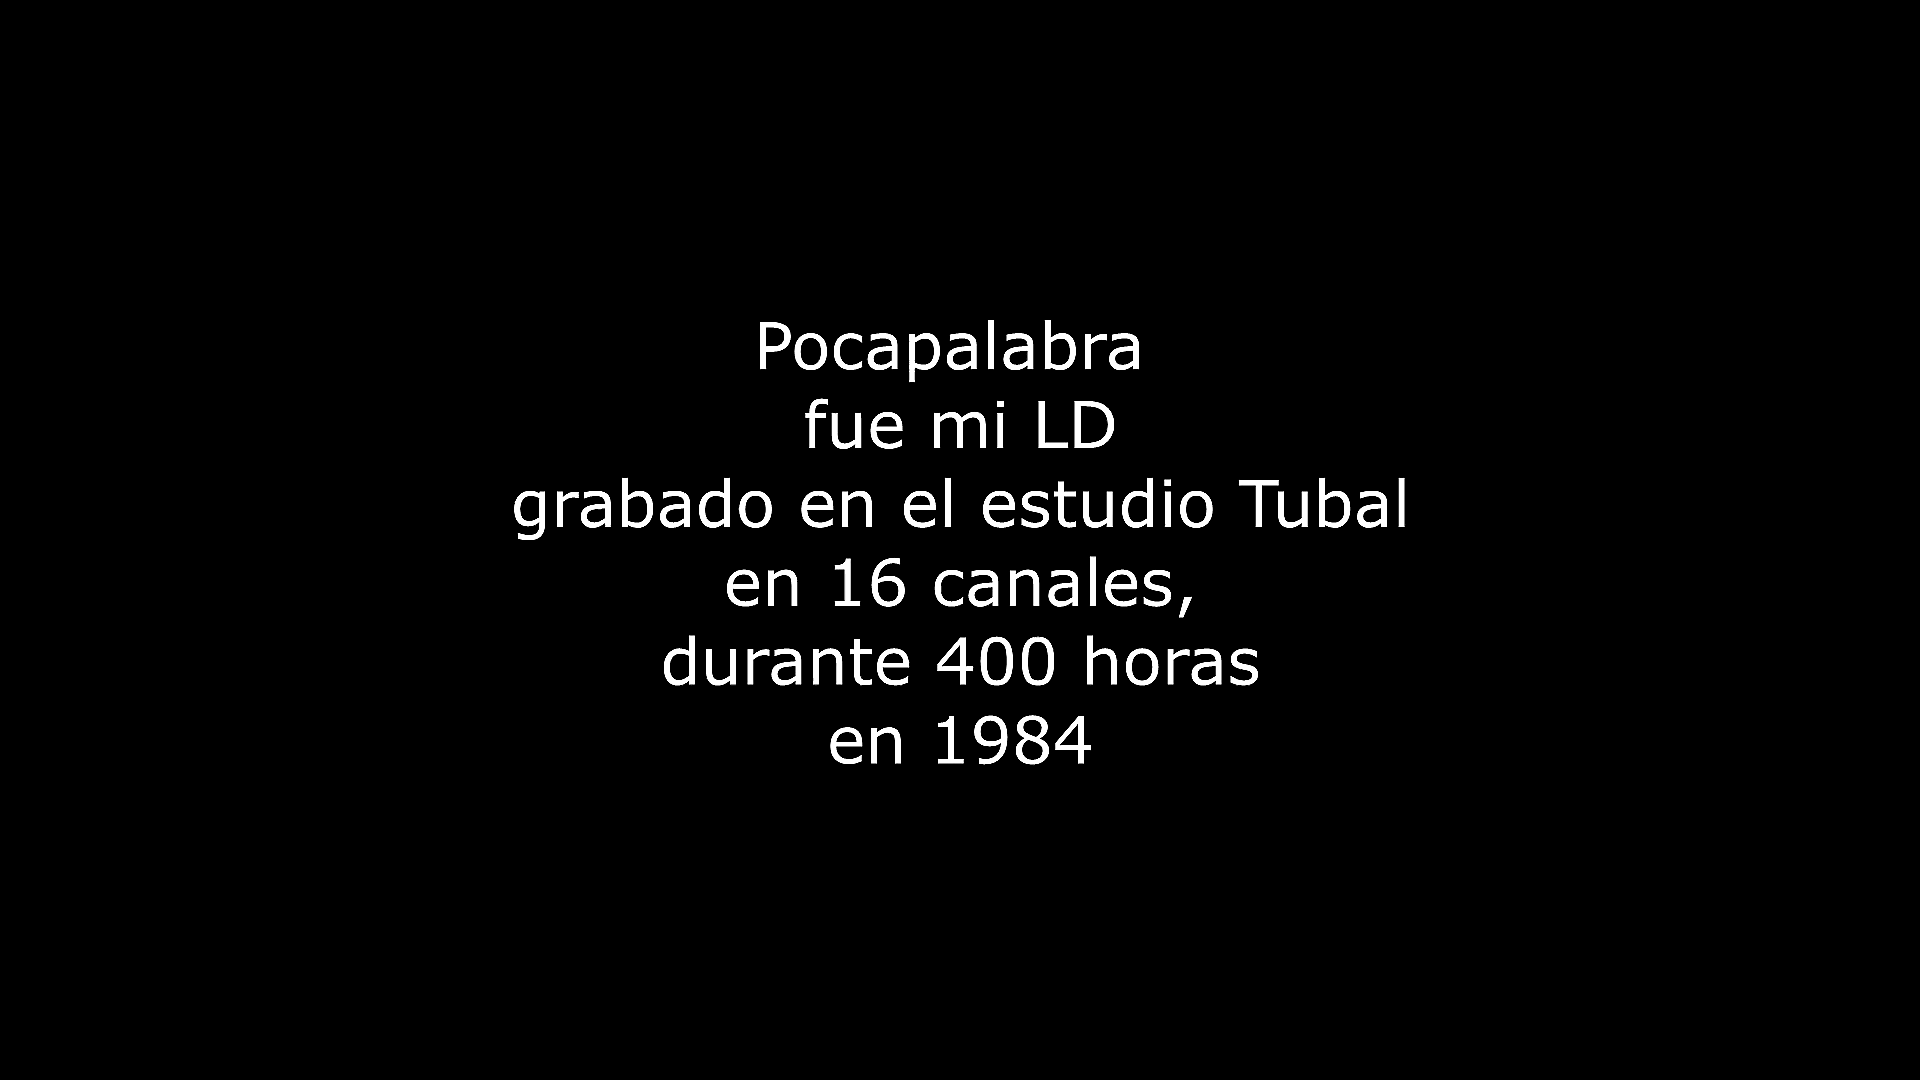 Pocapalabra
fue mi LD
grabado en el estudio Tubal
en 16 canales,
durante 400 horas
en 1984